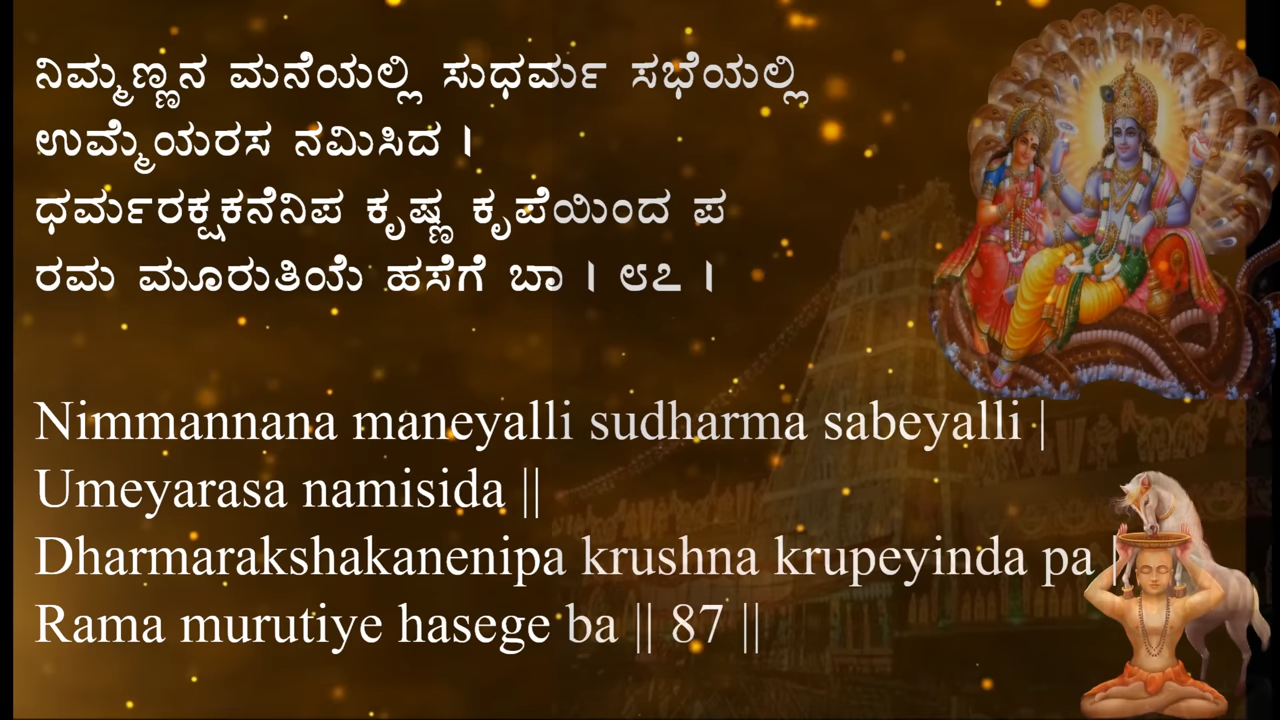 ನಿಮ್ಮಣ್ಣನ ಮನೆಯಲ್ಲಿ ಸುಧರ್ಮ ಸಭೆಯಲ್ಲಿ
ಉಮ್ಮೆಯರಸ ನಮಿಸಿದ ।
ಧರ್ಮರಕ್ಷಕನೆನಿಪ ಕೃಷ್ಣ ಕೃಪೆಯಿಂದ ಪ
ರಮ ಮೂರುತಿಯೆ ಹಸೆಗೆ ಬಾ । ೮೭ ।
Nimmannana maneyalli sudharma sabeyalli |
Umeyarasa namisida ||
Dharmarakshakanenipa krushna krupeyinda pa |
Rama murutiye hasege ba || 87 ||